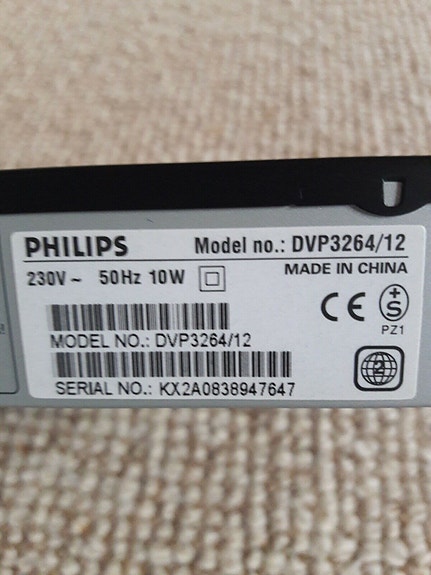 PHILIPS Model no.: DVP3264/12
230V ~ 50Hz 10W MADE IN CHINA
CE +S
PZ1
MODEL NO.: DVP3264/12
2
SERIAL NO.: KX2A0838947647